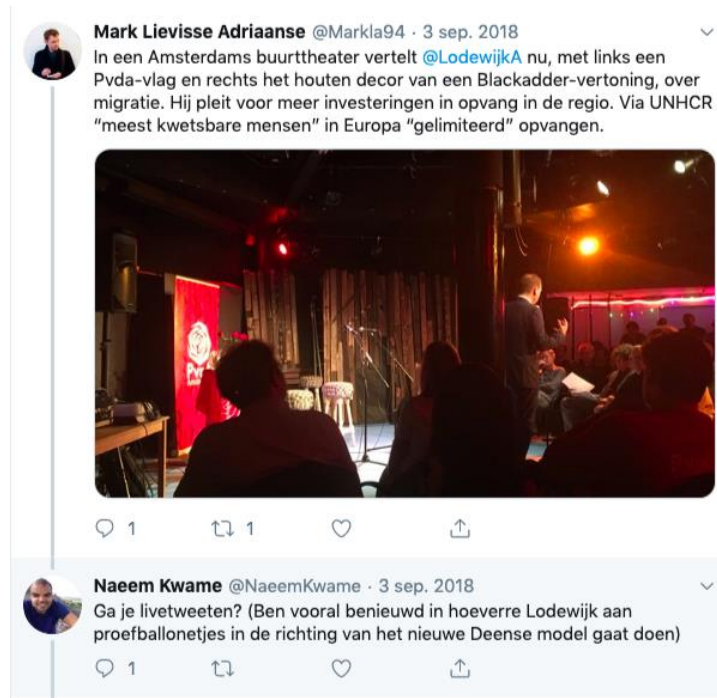 Mark Lievisse Adriaanse @Markla94 · 3 sep. 2018
In een Amsterdams buurttheater vertelt @LodewijkA nu, met links een
Pvda-vlag en rechts het houten decor van een Blackadder-vertoning, over
migratie. Hij pleit voor meer investeringen in opvang in de regio. Via UNHCR
“meest kwetsbare mensen” in Europa “gelimiteerd” opvangen.
1 1
Naeem Kwame @NaeemKwame · 3 sep. 2018
Ga je livetweeten? (Ben vooral benieuwd in hoeverre Lodewijk aan
proefballonetjes in de richting van het nieuwe Deense model gaat doen)
1